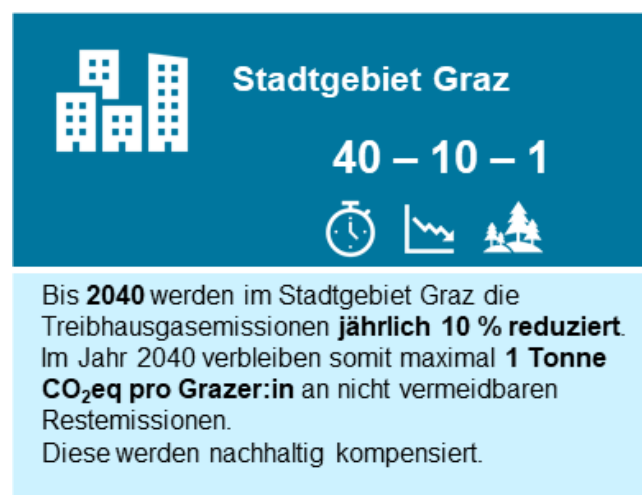 Stadtgebiet Graz
40 – 10 – 1
Bis 2040 werden im Stadtgebiet Graz die
Treibhausgasemissionen jährlich 10 % reduziert.
Im Jahr 2040 verbleiben somit maximal 1 Tonne
CO₂eq pro Grazer:in an nicht vermeidbaren
Restemissionen.
Diese werden nachhaltig kompensiert.